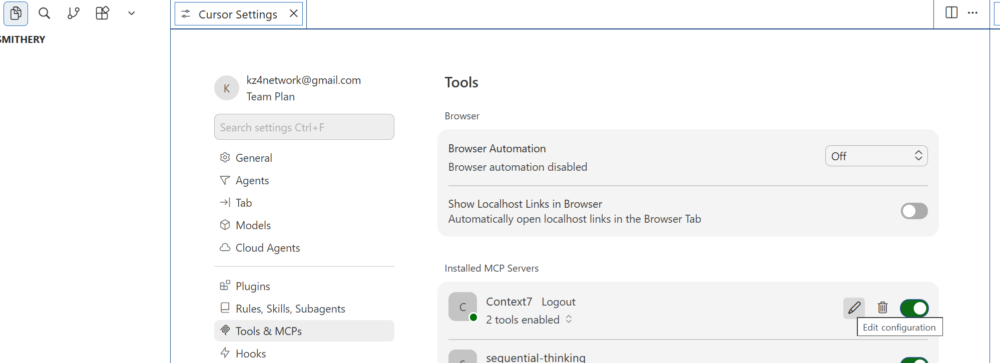 Cursor Settings
SMITHERY
K
kz4network@gmail.com
Team Plan
Search settings Ctrl+F
General
Agents
Tab
Models
Cloud Agents
Plugins
Rules, Skills, Subagents
Tools & MCPs
Hooks
Tools
Browser
Browser Automation
Browser automation disabled
Off
Show Localhost Links in Browser
Automatically open localhost links in the Browser Tab
Installed MCP Servers
C
Context7 Logout
2 tools enabled
Edit configuration
sequential-thinking